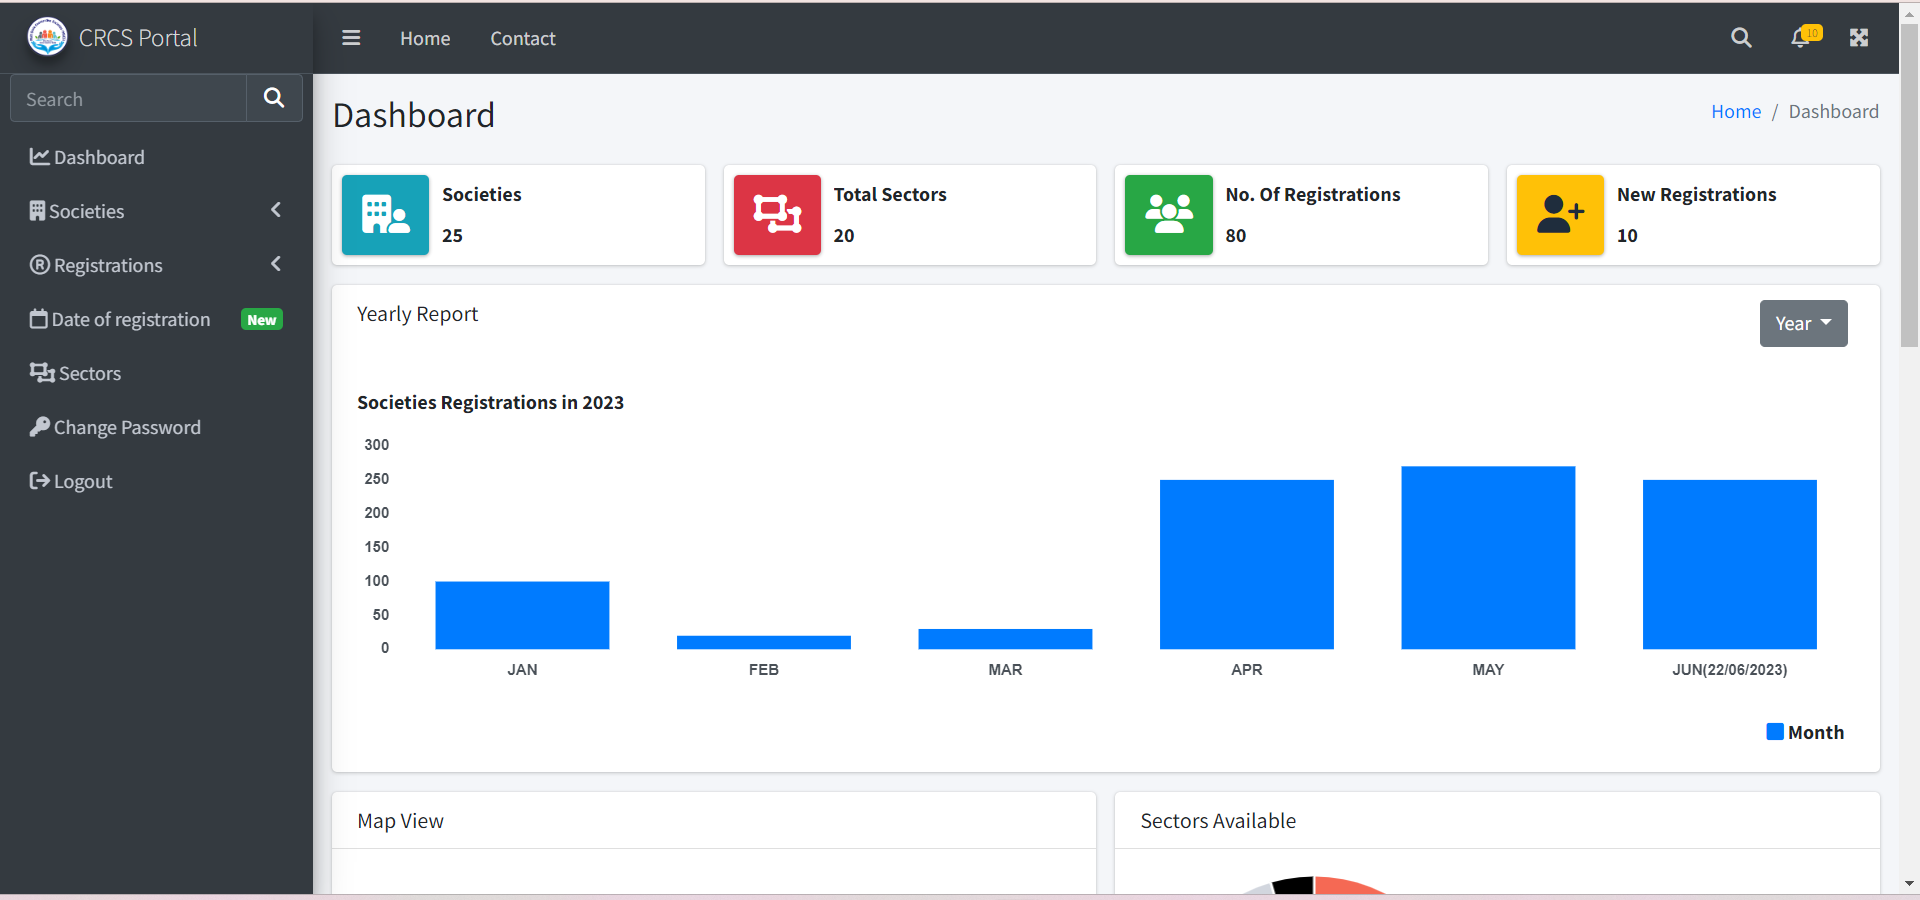 CRCS Portal
Home
Contact
10
Search
Dashboard
Societies
Registrations
Date of registration New
Sectors
Change Password
Logout
Dashboard
Home / Dashboard
Societies
25
Total Sectors
20
No. Of Registrations
80
New Registrations
10
Yearly Report
Year
Societies Registrations in 2023
300
250
200
150
100
50
0
JAN
FEB
MAR
APR
MAY
JUN(22/06/2023)
Month
Map View
Sectors Available